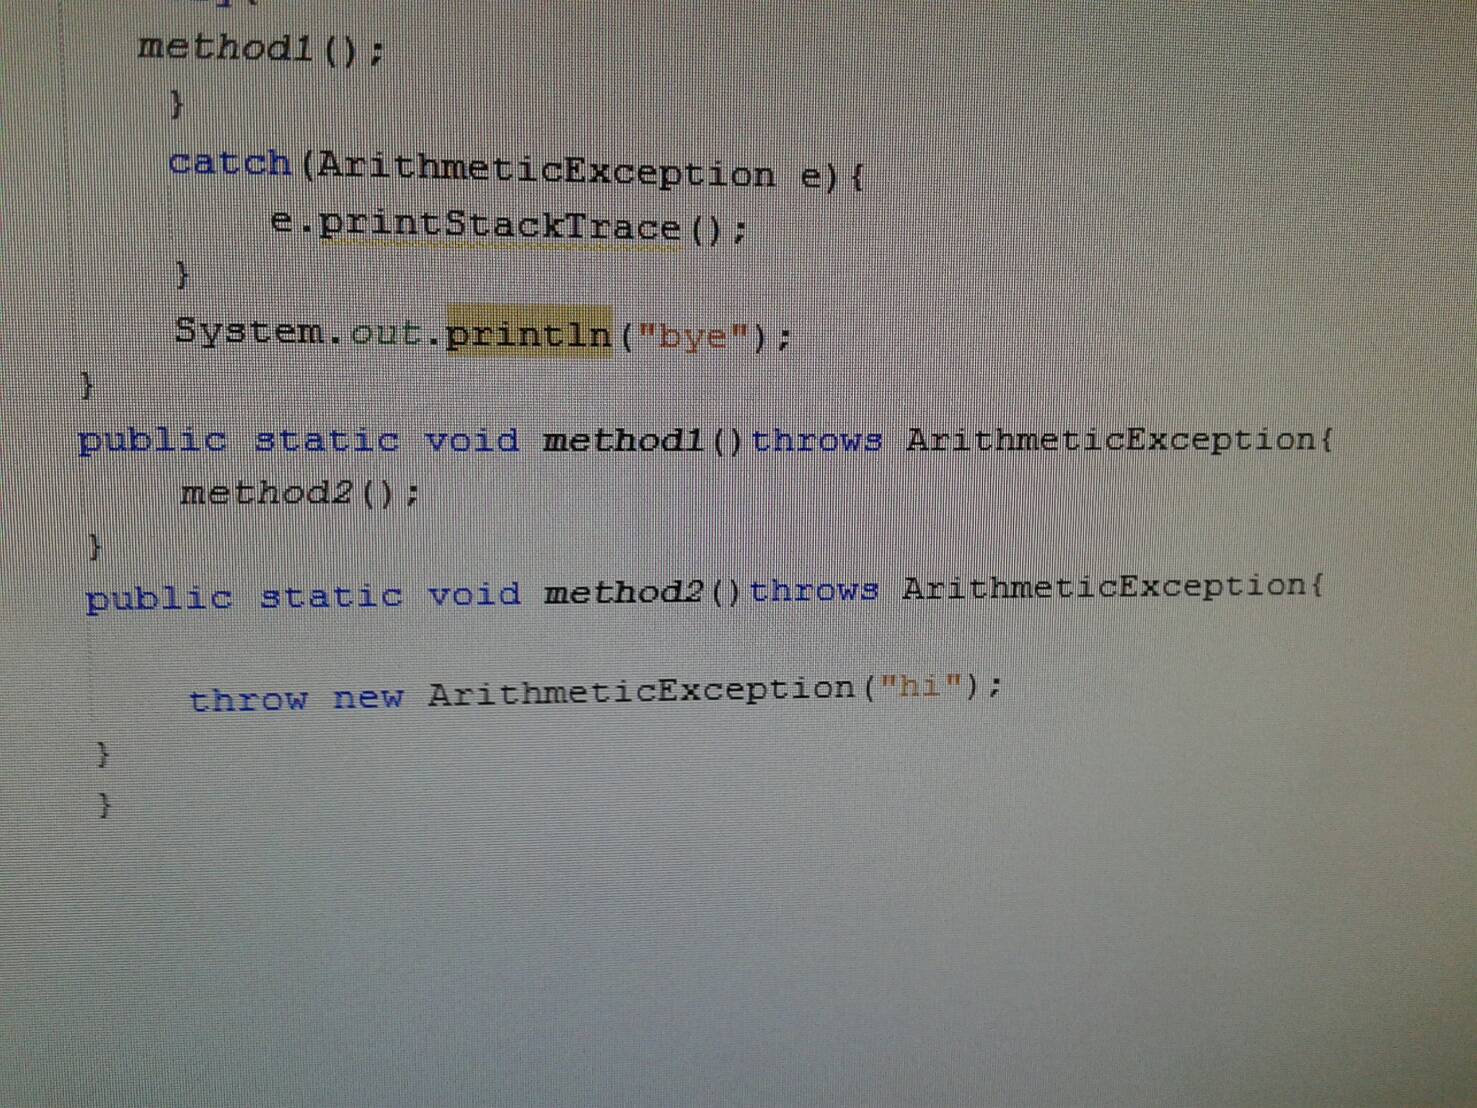 method1();
}
catch(ArithmeticException e){
e.printStackTrace();
}
System.out.println("bye");
}
public static void method1()throws ArithmeticException{
method2();
}
public static void method2()throws ArithmeticException{
throw new ArithmeticException("hi");
}
}